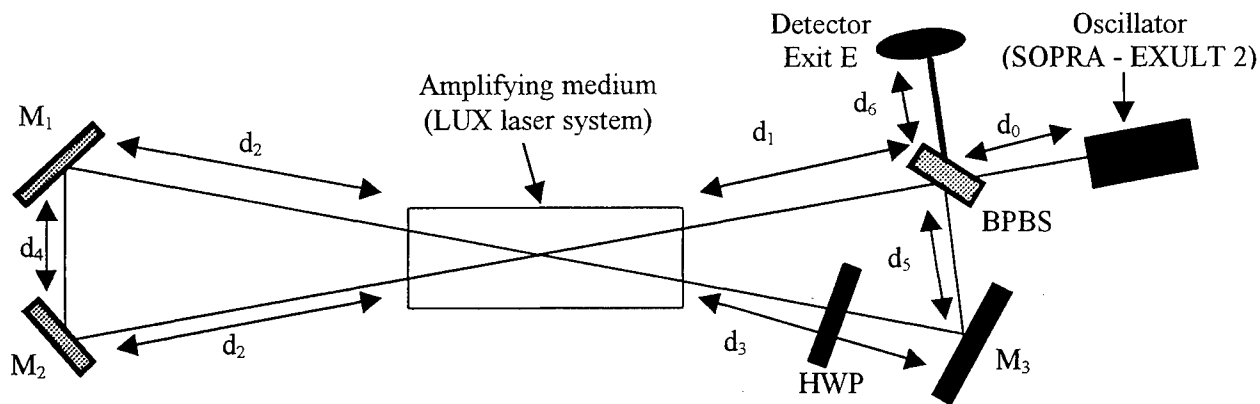 Detector
Exit E
Oscillator
(SOPRA - EXULT 2)
Amplifying medium
(LUX laser system)
M₁
d₂
d₁
d₆
d₀
BPBS
d₄
d₅
M₂
d₂
d₃
HWP
M₃